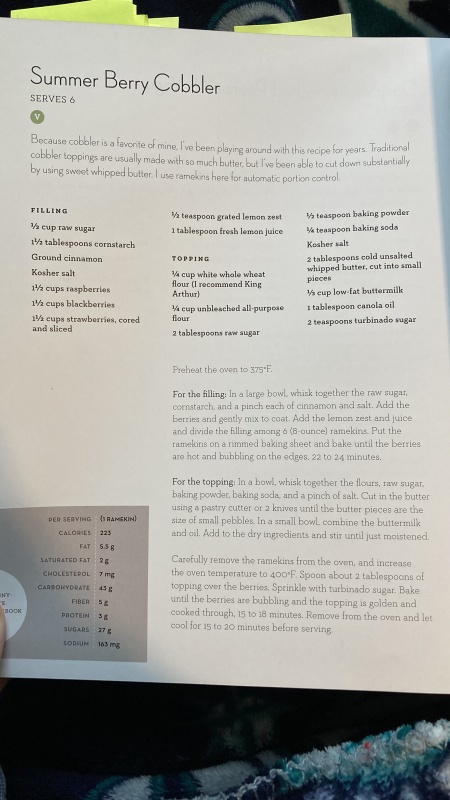 Summer Berry Cobbler
SERVES 6
V
Because cobbler is a favorite of mine, I've been playing around with this recipe for years. Traditional
cobbler toppings are usually made with so much butter, but I've been able to cut down substantially
by using sweet whipped butter. I use ramekins here for automatic portion control.
FILLING
½ cup raw sugar
1½ tablespoons cornstarch
Ground cinnamon
Kosher salt
1½ cups raspberries
1½ cups blackberries
1½ cups strawberries, cored
and sliced
½ teaspoon grated lemon zest
1 tablespoon fresh lemon juice
TOPPING
¼ cup white whole wheat
flour (I recommend King
Arthur)
¼ cup unbleached all-purpose
flour
2 tablespoons raw sugar
½ teaspoon baking powder
¼ teaspoon baking soda
Kosher salt
2 tablespoons cold unsalted
whipped butter, cut into small
pieces
⅓ cup low-fat buttermilk
1 tablespoon canola oil
2 teaspoons turbinado sugar
Preheat the oven to 375°F.
For the filling: In a large bowl, whisk together the raw sugar,
cornstarch, and a pinch each of cinnamon and salt. Add the
berries and gently mix to coat. Add the lemon zest and juice
and divide the filling among 6 (8-ounce) ramekins. Put the
ramekins on a rimmed baking sheet and bake until the berries
are hot and bubbling on the edges, 22 to 24 minutes.
For the topping: In a bowl, whisk together the flours, raw sugar,
baking powder, baking soda, and a pinch of salt. Cut in the butter
using a pastry cutter or 2 knives until the butter pieces are the
size of small pebbles. In a small bowl, combine the buttermilk
and oil. Add to the dry ingredients and stir until just moistened.
Carefully remove the ramekins from the oven, and increase
the oven temperature to 400°F. Spoon about 2 tablespoons of
topping over the berries. Sprinkle with turbinado sugar. Bake
until the berries are bubbling and the topping is golden and
cooked through, 15 to 18 minutes. Remove from the oven and let
cool for 15 to 20 minutes before serving.
PER SERVING (1 RAMEKIN)
CALORIES 223
FAT 5.5 g
SATURATED FAT 2 g
CHOLESTEROL 7 mg
CARBOHYDRATE 43 g
FIBER 5 g
PROTEIN 3 g
SUGARS 27 g
SODIUM 163 mg